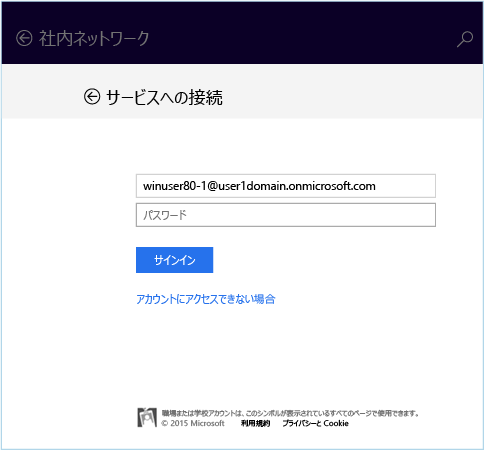 社内ネットワーク
サービスへの接続
winuser80-1@user1domain.onmicrosoft.com
パスワード
サインイン
アカウントにアクセスできない場合
職場または学校アカウントは、このシンボルが表示されているすべてのページで使用できます。
© 2015 Microsoft 利用規約 プライバシーと Cookie